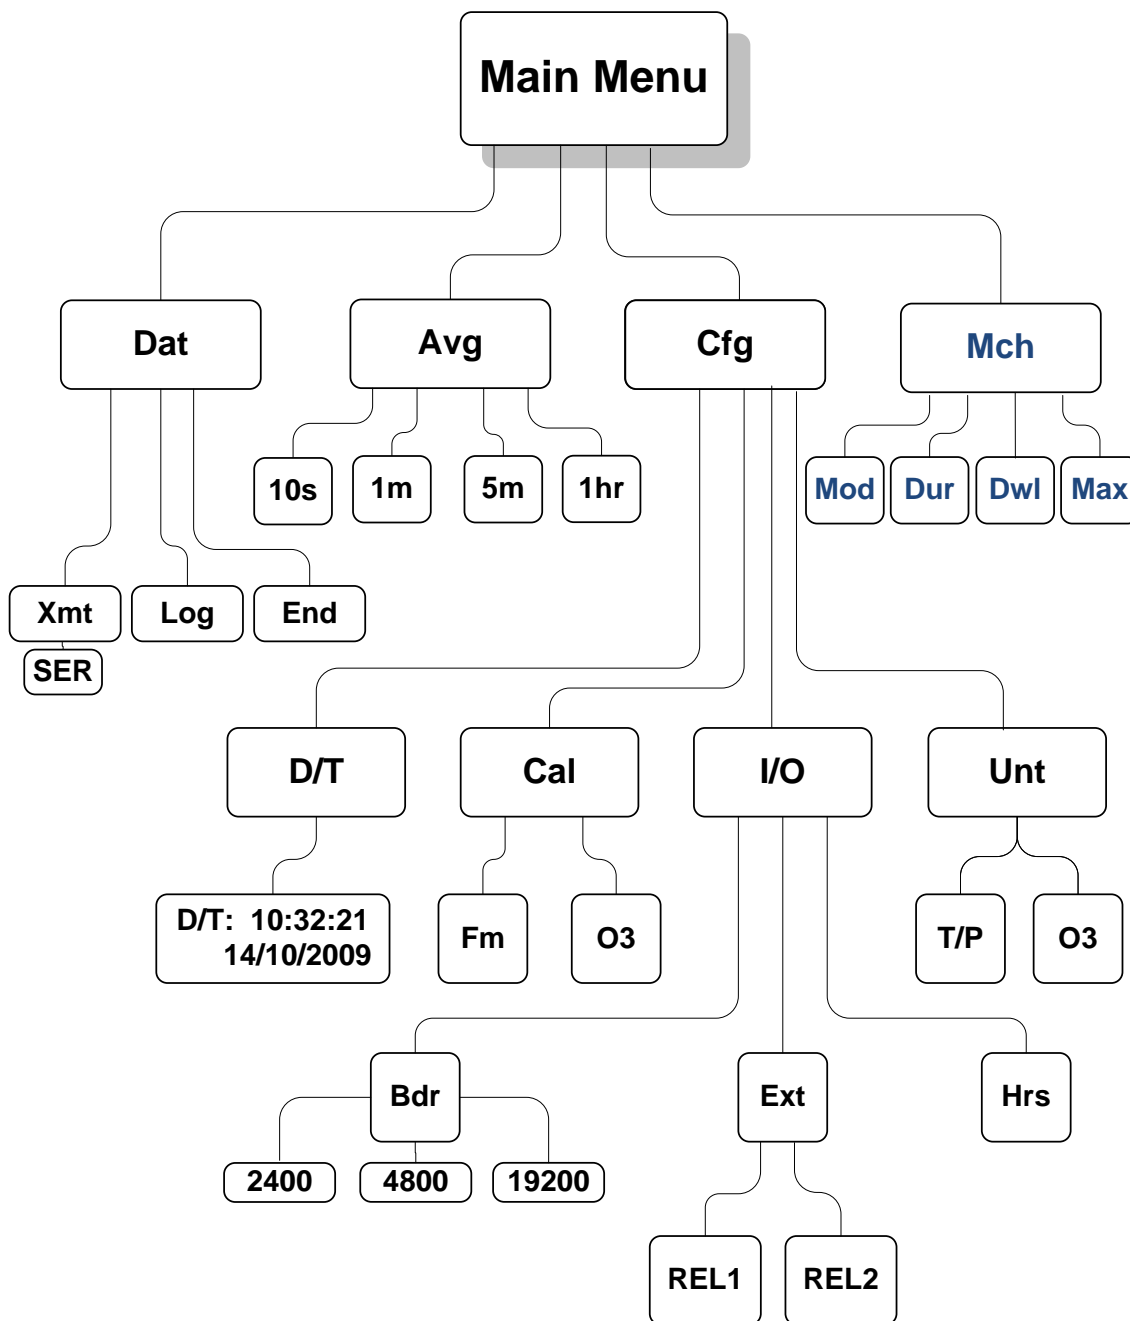 Main Menu
Dat
Avg
Cfg
Mch
10s
1m
5m
1hr
Mod
Dur
Dwl
Max
Xmt
Log
End
SER
D/T
Cal
I/O
Unt
D/T: 10:32:21
14/10/2009
Fm
O3
T/P
O3
Bdr
Ext
Hrs
2400
4800
19200
REL1
REL2